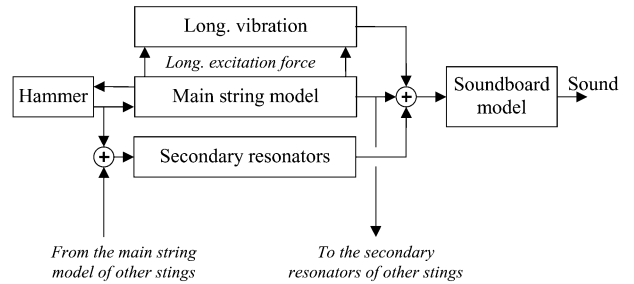 Long. vibration
Long. excitation force
Hammer
Main string model
+
Soundboard
model
Sound
+
Secondary resonators
From the main string
model of other stings
To the secondary
resonators of other stings